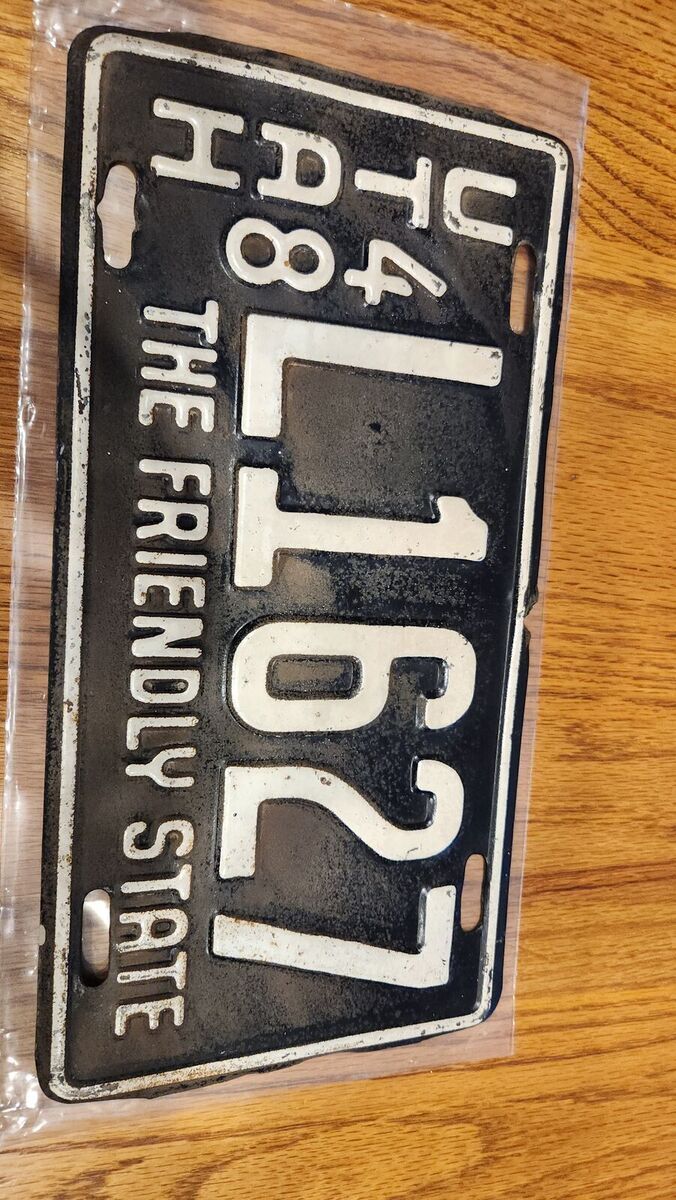 UTAH
48
L1627
THE FRIENDLY STATE